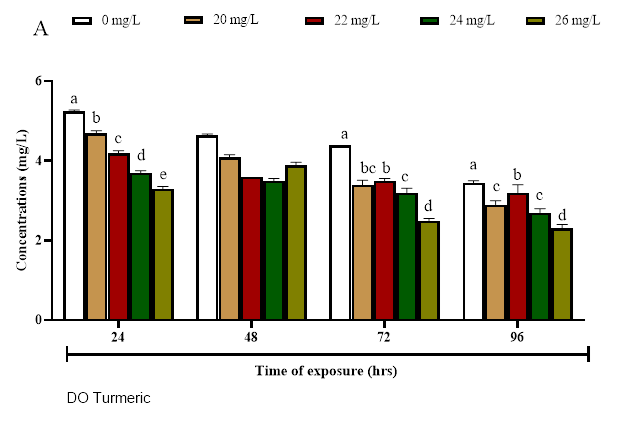 A
0 mg/L 20 mg/L 22 mg/L 24 mg/L 26 mg/L
Concentrations (mg/L)
6
4
2
0
a b c d e
a bc b c d
a c b c d
24 48 72 96
Time of exposure (hrs)
DO Turmeric